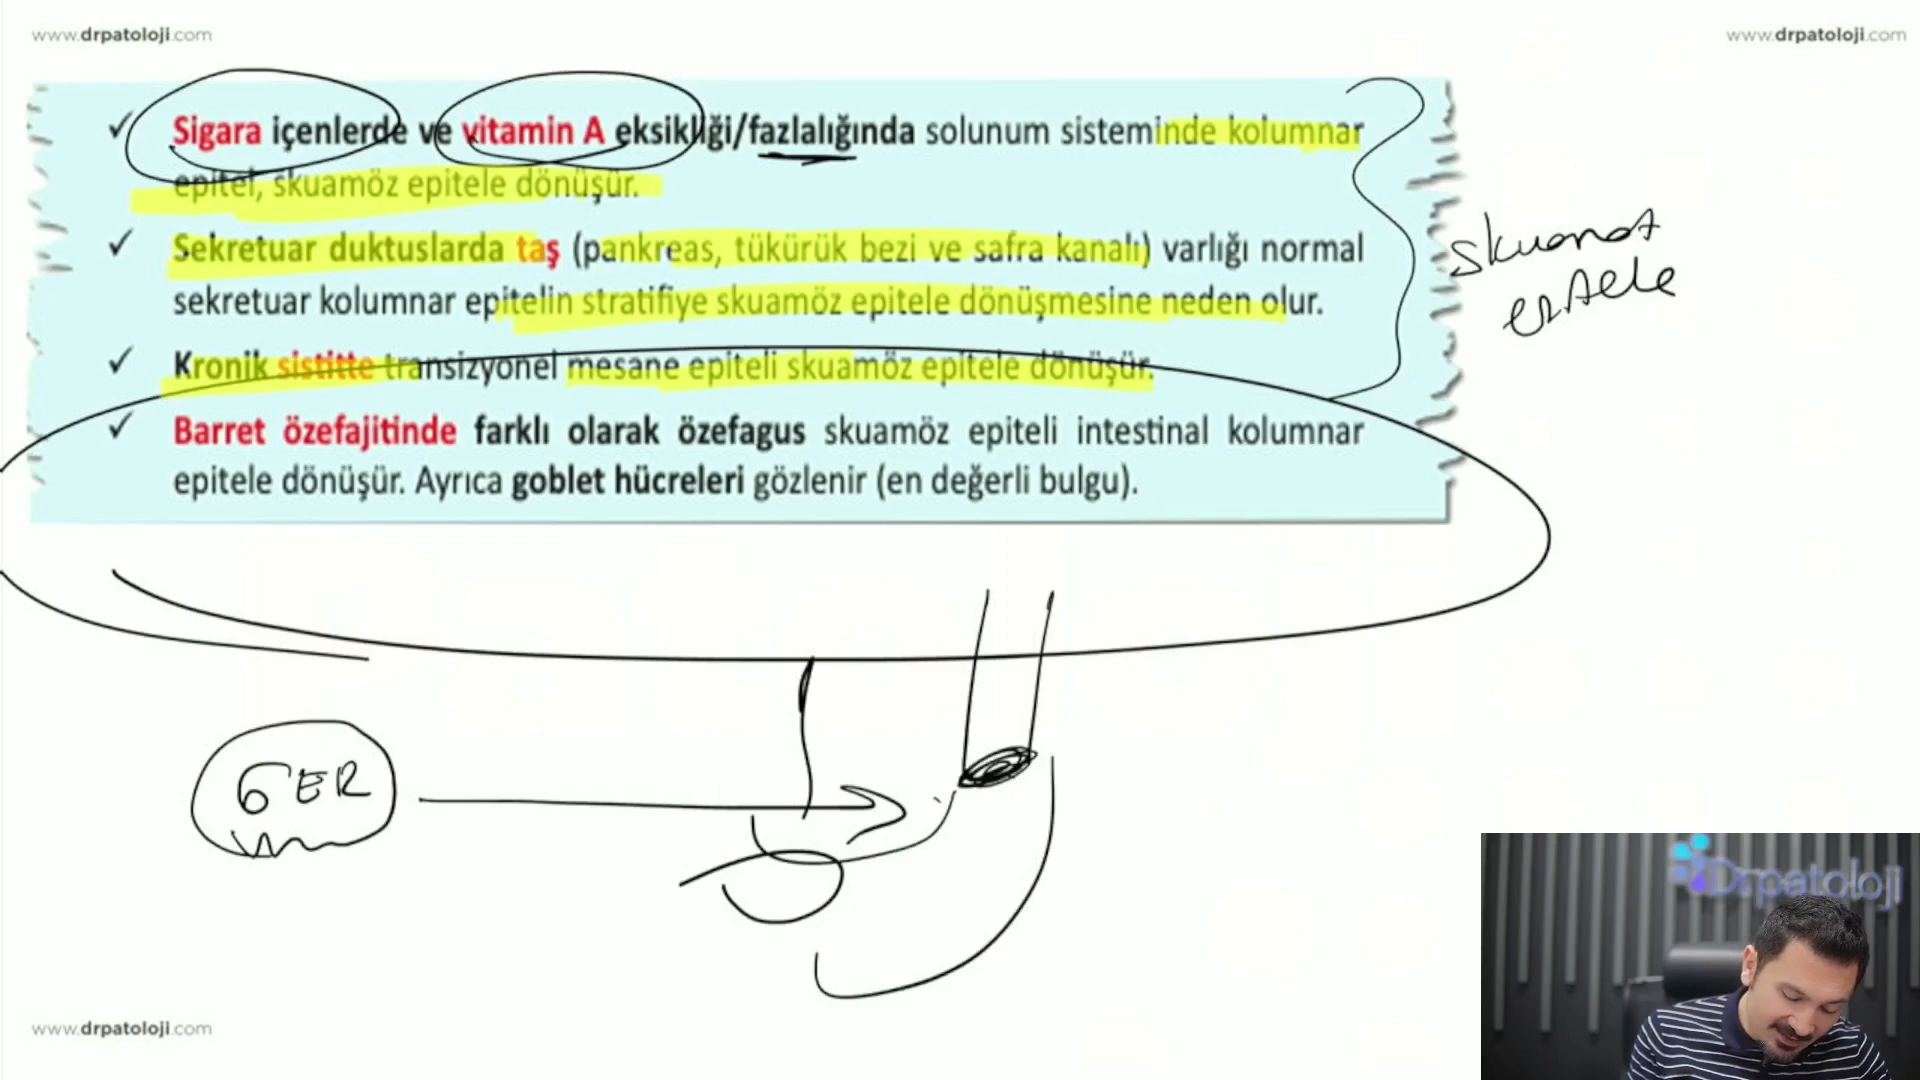 www.drpatoloji.com
www.drpatoloji.com
✓ Sigara içenlerde ve vitamin A eksikliği/fazlalığında solunum sisteminde kolumnar
epitel, skuamöz epitele dönüşür.
✓ Sekretuar duktuslarda taş (pankreas, tükürük bezi ve safra kanalı) varlığı normal
sekretuar kolumnar epitelin stratifiye skuamöz epitele dönüşmesine neden olur.
✓ Kronik sistitte transizyonel mesane epiteli skuamöz epitele dönüşür.
✓ Barret özefajitinde farklı olarak özefagus skuamöz epiteli intestinal kolumnar
epitele dönüşür. Ayrıca goblet hücreleri gözlenir (en değerli bulgu).
epitele
GER
Drpatoloji
www.drpatoloji.com